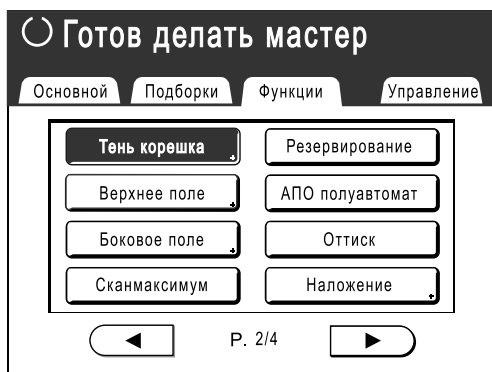 Готов делать мастер
Основной Подборки Функции Управление
Тень корешка Резервирование
Верхнее поле АПО полуавтомат
Боковое поле Оттиск
Сканмаксимум Наложение
P. 2/4